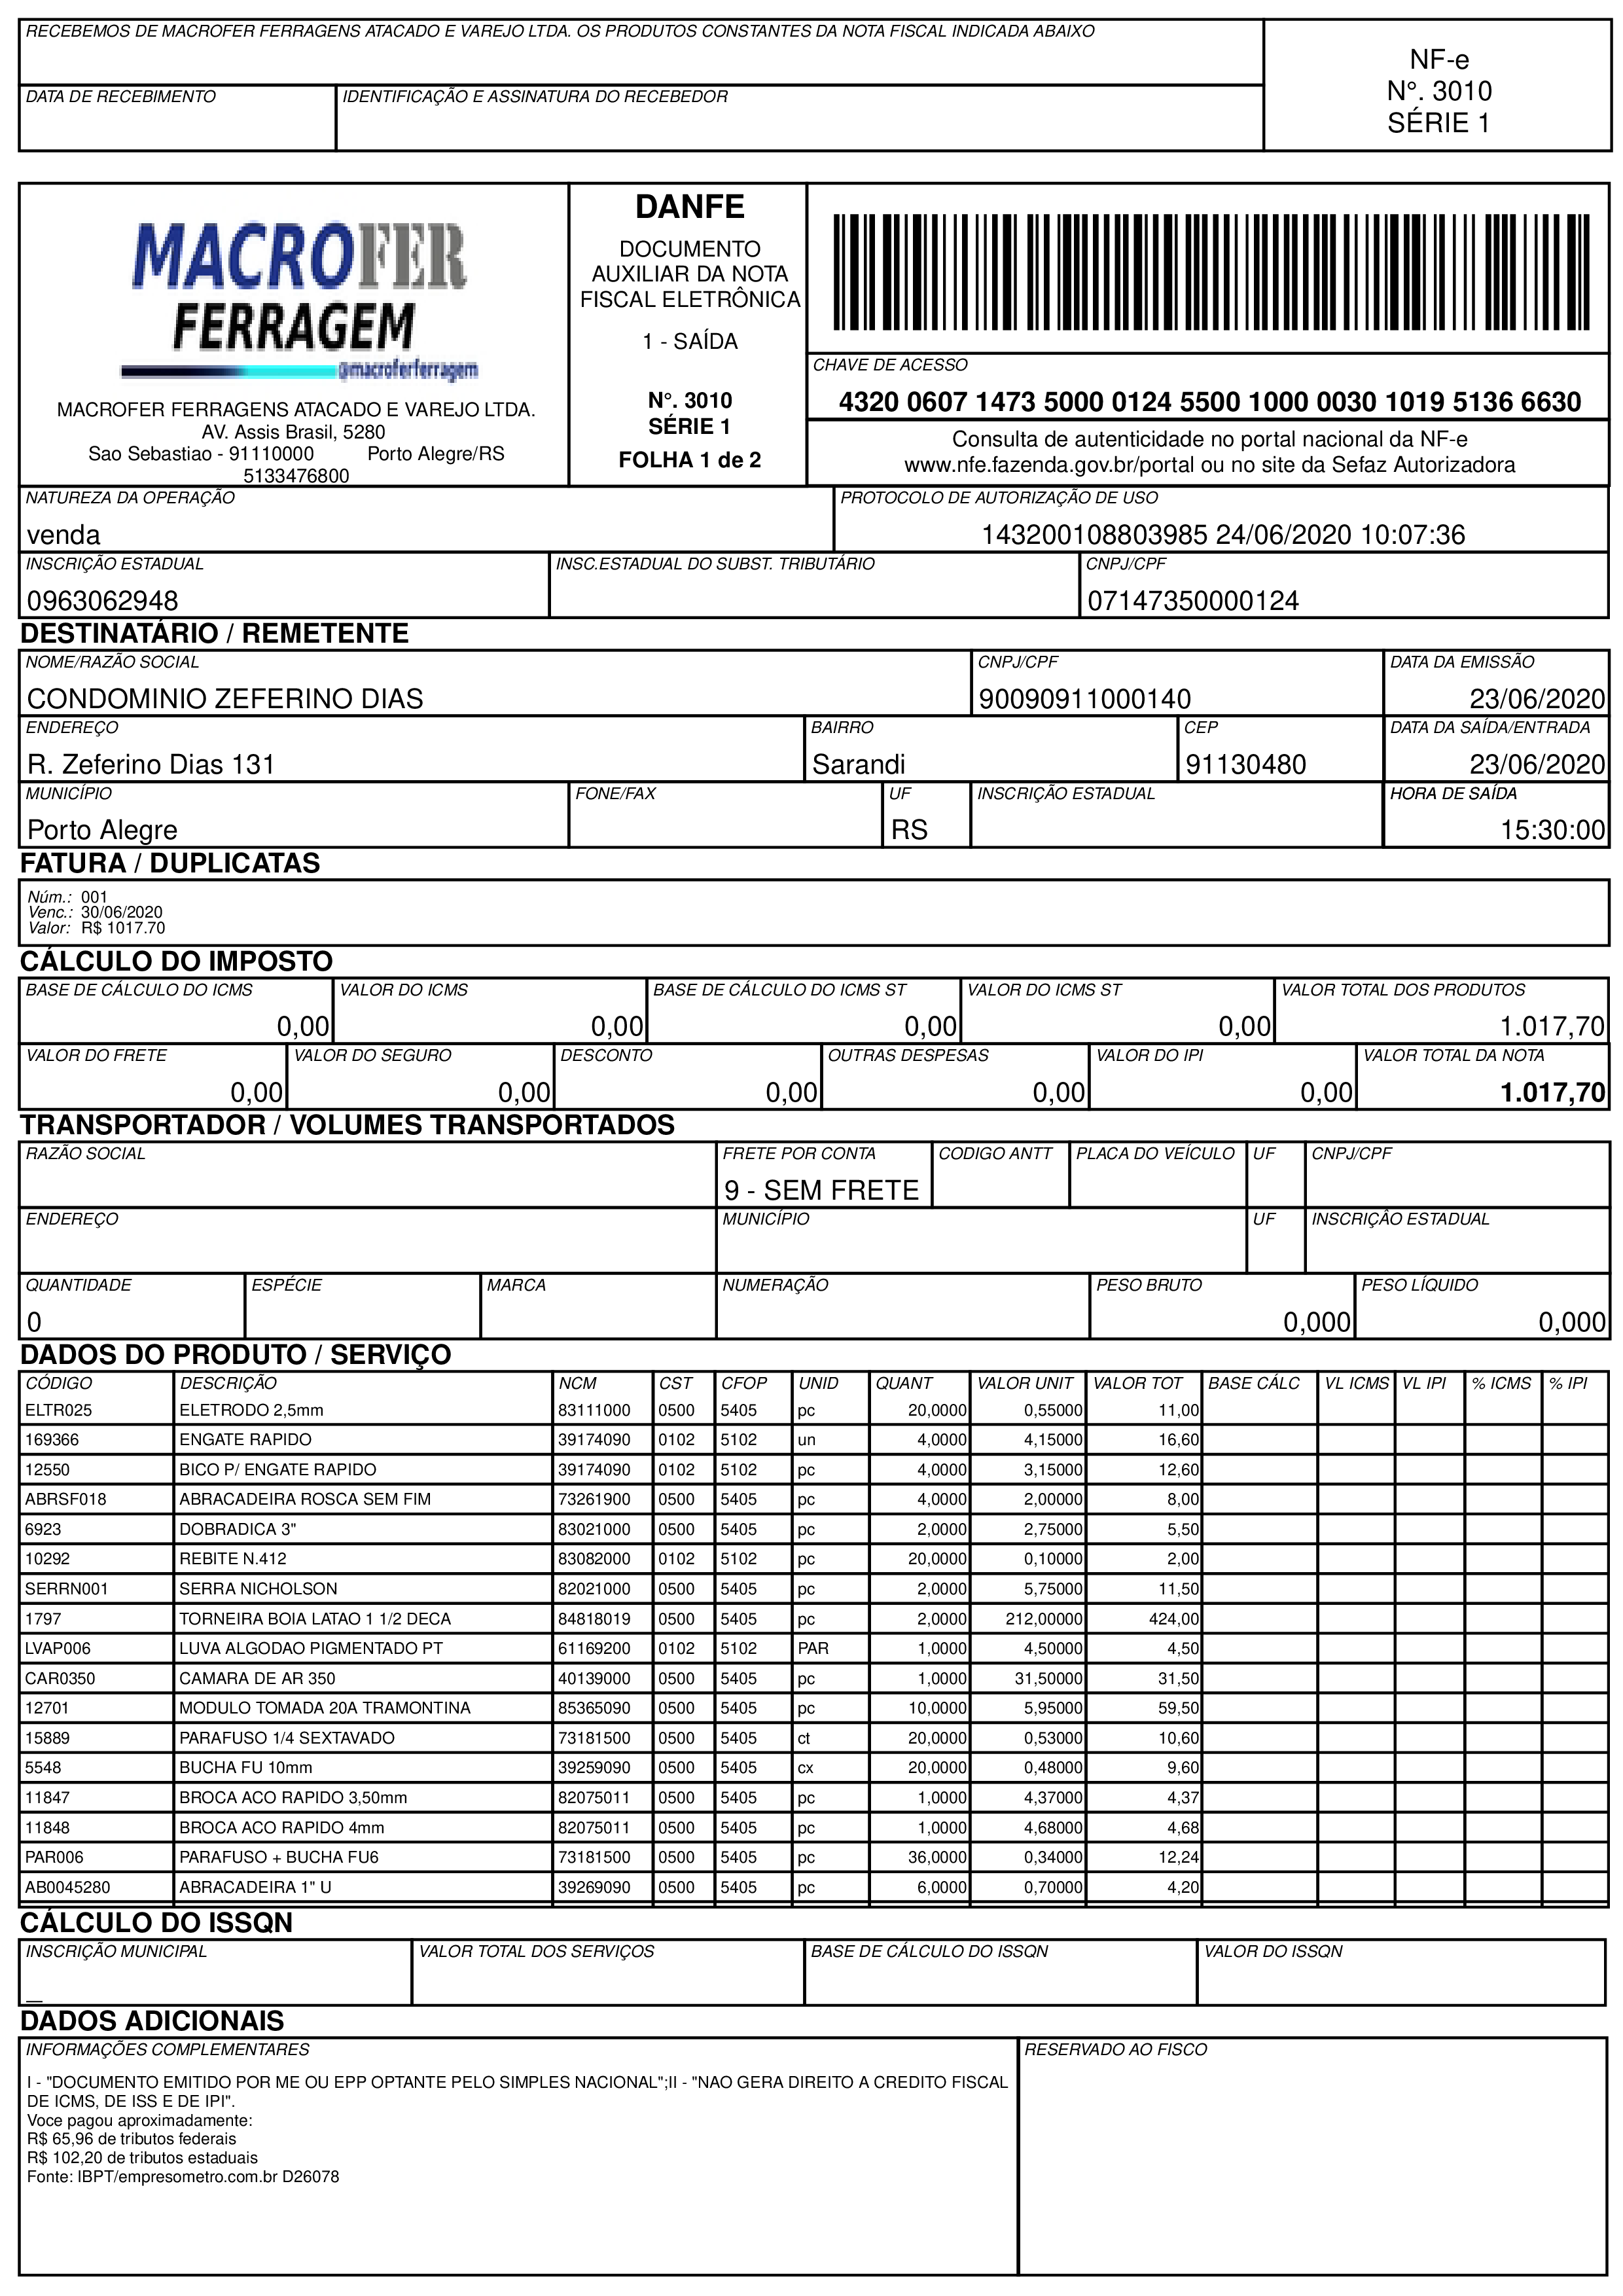 RECEBEMOS DE MACROFER FERRAGENS ATACADO E VAREJO LTDA. OS PRODUTOS CONSTANTES DA NOTA FISCAL INDICADA ABAIXO
DATA DE RECEBIMENTO IDENTIFICAÇÃO E ASSINATURA DO RECEBEDOR
NF-e
N°. 3010
SÉRIE 1
MACROFER
FERRAGEM
@macroferferragem
MACROFER FERRAGENS ATACADO E VAREJO LTDA.
AV. Assis Brasil, 5280
Sao Sebastiao - 91110000 Porto Alegre/RS
5133476800
DANFE
DOCUMENTO
AUXILIAR DA NOTA
FISCAL ELETRÔNICA
1 - SAÍDA
N°. 3010
SÉRIE 1
FOLHA 1 de 2
CHAVE DE ACESSO
4320 0607 1473 5000 0124 5500 1000 0030 1019 5136 6630
Consulta de autenticidade no portal nacional da NF-e
www.nfe.fazenda.gov.br/portal ou no site da Sefaz Autorizadora
NATUREZA DA OPERAÇÃO PROTOCOLO DE AUTORIZAÇÃO DE USO
venda 143200108803985 24/06/2020 10:07:36
INSCRIÇÃO ESTADUAL INSC.ESTADUAL DO SUBST. TRIBUTÁRIO CNPJ/CPF
0963062948 07147350000124
DESTINATÁRIO / REMETENTE
NOME/RAZÃO SOCIAL CNPJ/CPF DATA DA EMISSÃO
CONDOMINIO ZEFERINO DIAS 90090911000140 23/06/2020
ENDEREÇO BAIRRO CEP DATA DA SAÍDA/ENTRADA
R. Zeferino Dias 131 Sarandi 91130480 23/06/2020
MUNICÍPIO FONE/FAX UF INSCRIÇÃO ESTADUAL HORA DE SAÍDA
Porto Alegre RS 15:30:00
FATURA / DUPLICATAS
Núm.: 001
Venc.: 30/06/2020
Valor: R$ 1017.70
CÁLCULO DO IMPOSTO
BASE DE CÁLCULO DO ICMS VALOR DO ICMS BASE DE CÁLCULO DO ICMS ST VALOR DO ICMS ST VALOR TOTAL DOS PRODUTOS
0,00 0,00 0,00 0,00 1.017,70
VALOR DO FRETE VALOR DO SEGURO DESCONTO OUTRAS DESPESAS VALOR DO IPI VALOR TOTAL DA NOTA
0,00 0,00 0,00 0,00 0,00 1.017,70
TRANSPORTADOR / VOLUMES TRANSPORTADOS
RAZÃO SOCIAL FRETE POR CONTA CODIGO ANTT PLACA DO VEÍCULO UF CNPJ/CPF
9 - SEM FRETE
ENDEREÇO MUNICÍPIO UF INSCRIÇÃO ESTADUAL
QUANTIDADE ESPÉCIE MARCA NUMERAÇÃO PESO BRUTO PESO LÍQUIDO
0 0,000 0,000
DADOS DO PRODUTO / SERVIÇO
CÓDIGO DESCRIÇÃO NCM CST CFOP UNID QUANT VALOR UNIT VALOR TOT BASE CÁLC VL ICMS VL IPI % ICMS % IPI
ELTR025 ELETRODO 2,5mm 83111000 0500 5405 pc 20,0000 0,55000 11,00
169366 ENGATE RAPIDO 39174090 0102 5102 un 4,0000 4,15000 16,60
12550 BICO P/ ENGATE RAPIDO 39174090 0102 5102 pc 4,0000 3,15000 12,60
ABRSF018 ABRACADEIRA ROSCA SEM FIM 73261900 0500 5405 pc 4,0000 2,00000 8,00
6923 DOBRADICA 3" 83021000 0500 5405 pc 2,0000 2,75000 5,50
10292 REBITE N.412 83082000 0102 5102 pc 20,0000 0,10000 2,00
SERRN001 SERRA NICHOLSON 82021000 0500 5405 pc 2,0000 5,75000 11,50
1797 TORNEIRA BOIA LATAO 1 1/2 DECA 84818019 0500 5405 pc 2,0000 212,00000 424,00
LVAP006 LUVA ALGODAO PIGMENTADO PT 61169200 0102 5102 PAR 1,0000 4,50000 4,50
CAR0350 CAMARA DE AR 350 40139000 0500 5405 pc 1,0000 31,50000 31,50
12701 MODULO TOMADA 20A TRAMONTINA 85365090 0500 5405 pc 10,0000 5,95000 59,50
15889 PARAFUSO 1/4 SEXTAVADO 73181500 0500 5405 ct 20,0000 0,53000 10,60
5548 BUCHA FU 10mm 39259090 0500 5405 cx 20,0000 0,48000 9,60
11847 BROCA ACO RAPIDO 3,50mm 82075011 0500 5405 pc 1,0000 4,37000 4,37
11848 BROCA ACO RAPIDO 4mm 82075011 0500 5405 pc 1,0000 4,68000 4,68
PAR006 PARAFUSO + BUCHA FU6 73181500 0500 5405 pc 36,0000 0,34000 12,24
AB0045280 ABRACADEIRA 1" U 39269090 0500 5405 pc 6,0000 0,70000 4,20
CÁLCULO DO ISSQN
INSCRIÇÃO MUNICIPAL VALOR TOTAL DOS SERVIÇOS BASE DE CÁLCULO DO ISSQN VALOR DO ISSQN
_
DADOS ADICIONAIS
INFORMAÇÕES COMPLEMENTARES RESERVADO AO FISCO
I - "DOCUMENTO EMITIDO POR ME OU EPP OPTANTE PELO SIMPLES NACIONAL";II - "NAO GERA DIREITO A CREDITO FISCAL
DE ICMS, DE ISS E DE IPI".
Voce pagou aproximadamente:
R$ 65,96 de tributos federais
R$ 102,20 de tributos estaduais
Fonte: IBPT/empresometro.com.br D26078